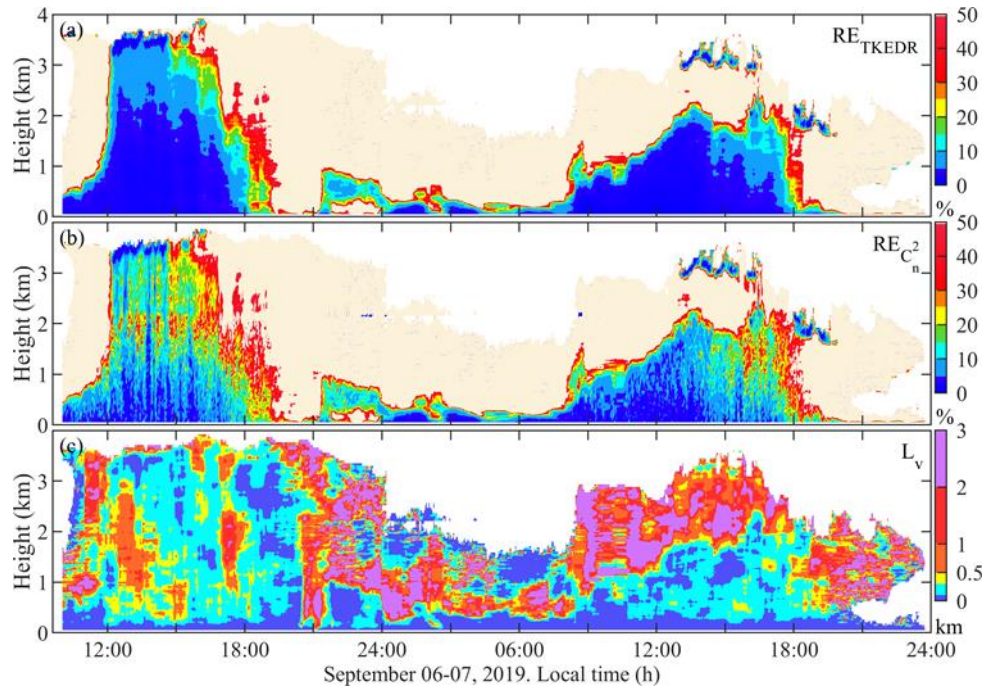 (a)
RE_TKEDR
Height (km)
4
3
2
1
0
50
40
30
20
10
0
%
(b)
RE_{C_n^2}
Height (km)
3
2
1
0
50
40
30
20
10
0
%
(c)
L_v
Height (km)
3
2
1
0
3
2
1
0.5
0
km
12:00 18:00 24:00 06:00 12:00 18:00 24:00
September 06-07, 2019. Local time (h)